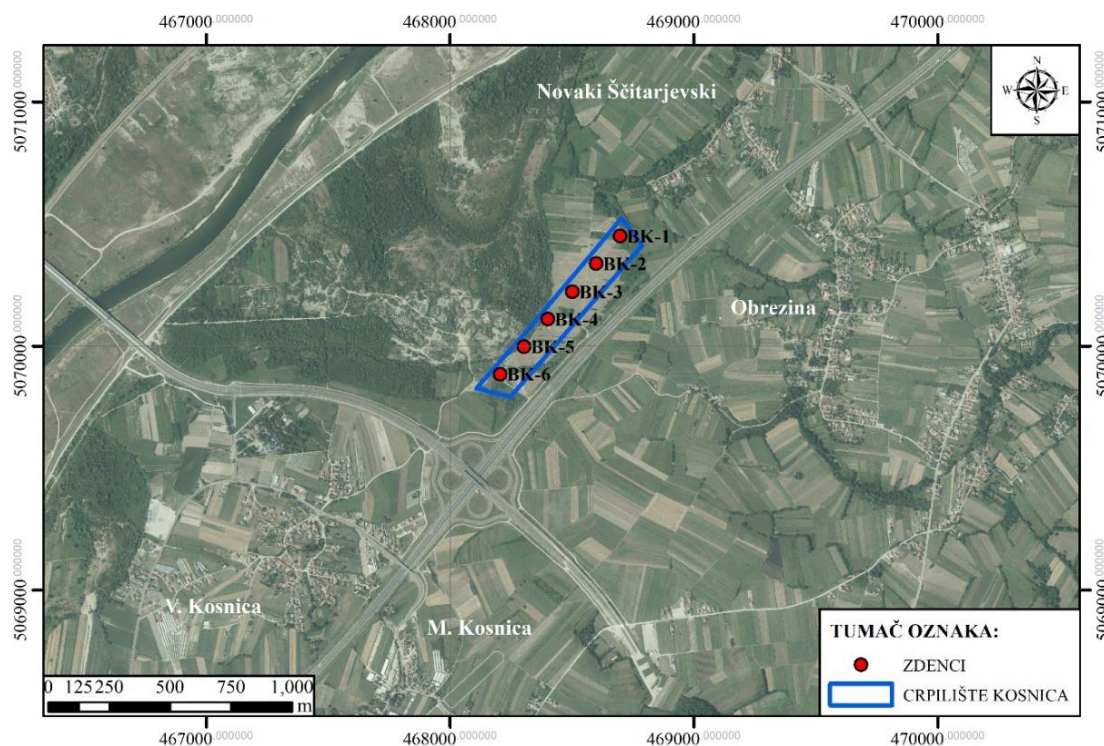 467000.000000 468000.000000 469000.000000 470000.000000
5071000.000000
5070000.000000
5069000.000000
N
W E
S
Novaki Ščitarjevski
5071000.000000
BK-1
BK-2
BK-3
Obrezina
BK-4
BK-5
5070000.000000
BK-6
V. Kosnica
M. Kosnica
5069000.000000
TUMAČ OZNAKA:
ZDENCI
CRPILIŠTE KOSNICA
0 125 250 500 750 1,000
m
467000.000000 468000.000000 469000.000000 470000.000000